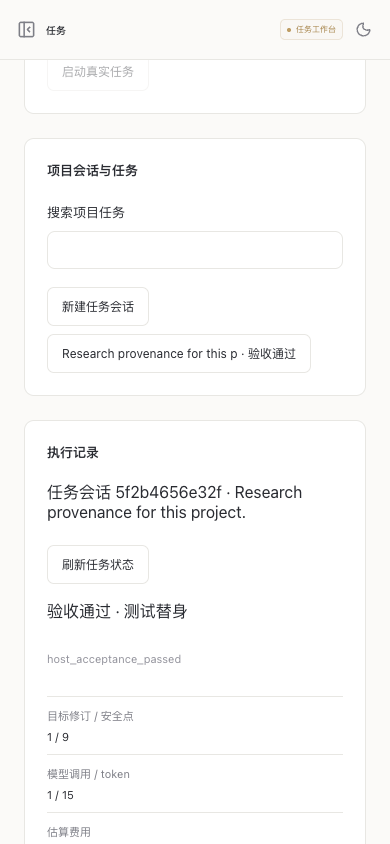 任务
任务工作台
启动真实任务
项目会话与任务
搜索项目任务
新建任务会话
Research provenance for this p · 验收通过
执行记录
任务会话 5f2b4656e32f · Research
provenance for this project.
刷新任务状态
验收通过 · 测试替身
host_acceptance_passed
目标修订 / 安全点
1 / 9
模型调用 / token
1 / 15
估算费用